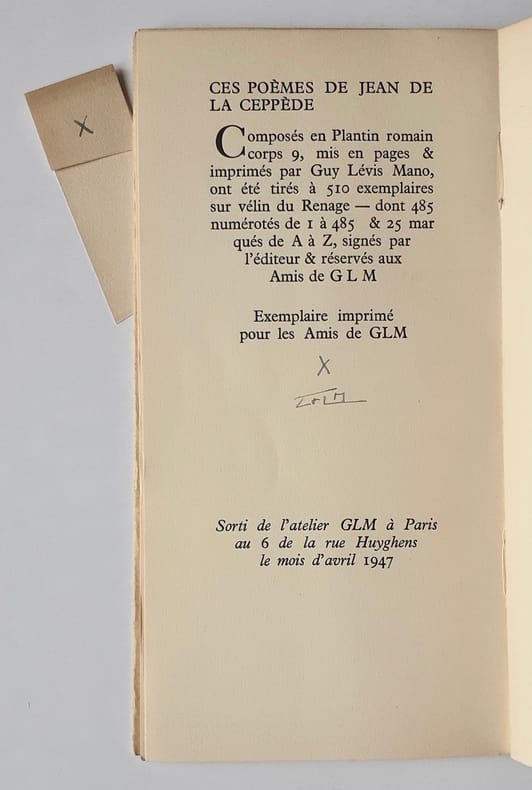 X
CES POÈMES DE JEAN DE
LA CEPPÈDE
Composés en Plantin romain
corps 9, mis en pages &
imprimés par Guy Lévis Mano,
ont été tirés à 510 exemplaires
sur vélin du Renage — dont 485
numérotés de 1 à 485 & 25 mar
qués de A à Z, signés par
l'éditeur & réservés aux
Amis de G L M
Exemplaire imprimé
pour les Amis de GLM
X
GLM
Sorti de l'atelier GLM à Paris
au 6 de la rue Huyghens
le mois d'avril 1947